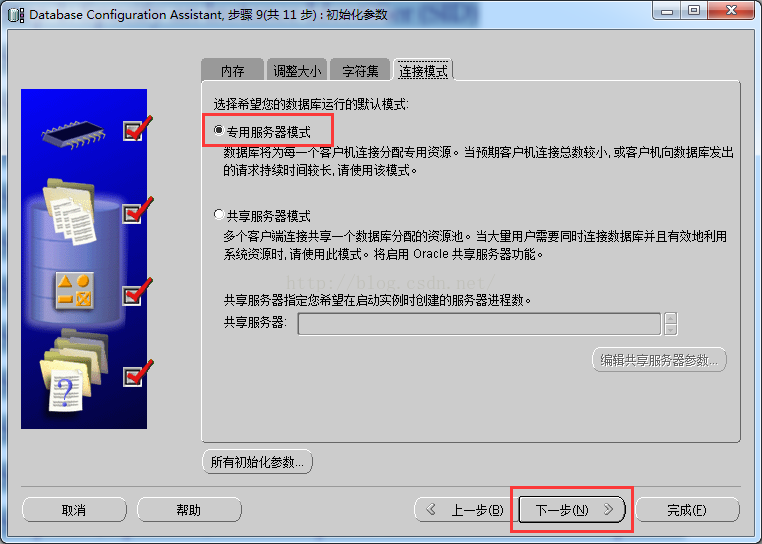 Database Configuration Assistant, 步骤 9(共 11 步) : 初始化参数
内存 调整大小 字符集 连接模式
选择希望您的数据库运行的默认模式:
专用服务器模式
数据库将为每一个客户机连接分配专用资源。当预期客户机连接总数较小, 或客户机向数据库发出
的请求持续时间较长, 请使用该模式。
共享服务器模式
多个客户端连接共享一个数据库分配的资源池。当大量用户需要同时连接数据库并且有效地利用
系统资源时, 请使用此模式。将启用 Oracle 共享服务器功能。
http://blog.csdn.net/
共享服务器指定您希望在启动实例时创建的服务器进程数。
共享服务器:
编辑共享服务器参数...
所有初始化参数...
取消 帮助 上一步(B) 下一步(N) 完成(F)